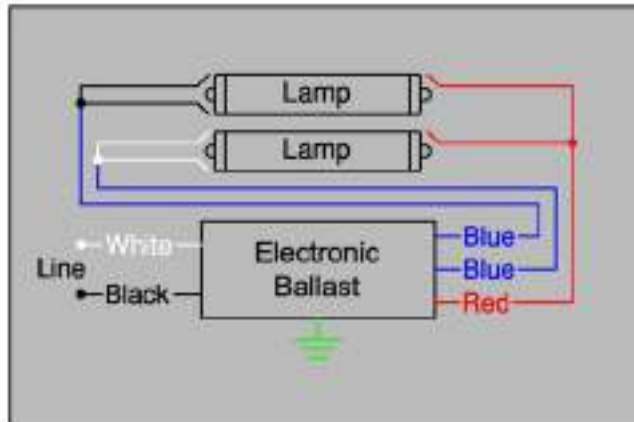 Lamp
Lamp
White
Electronic
Ballast
Blue
Blue
Line
Black
Red